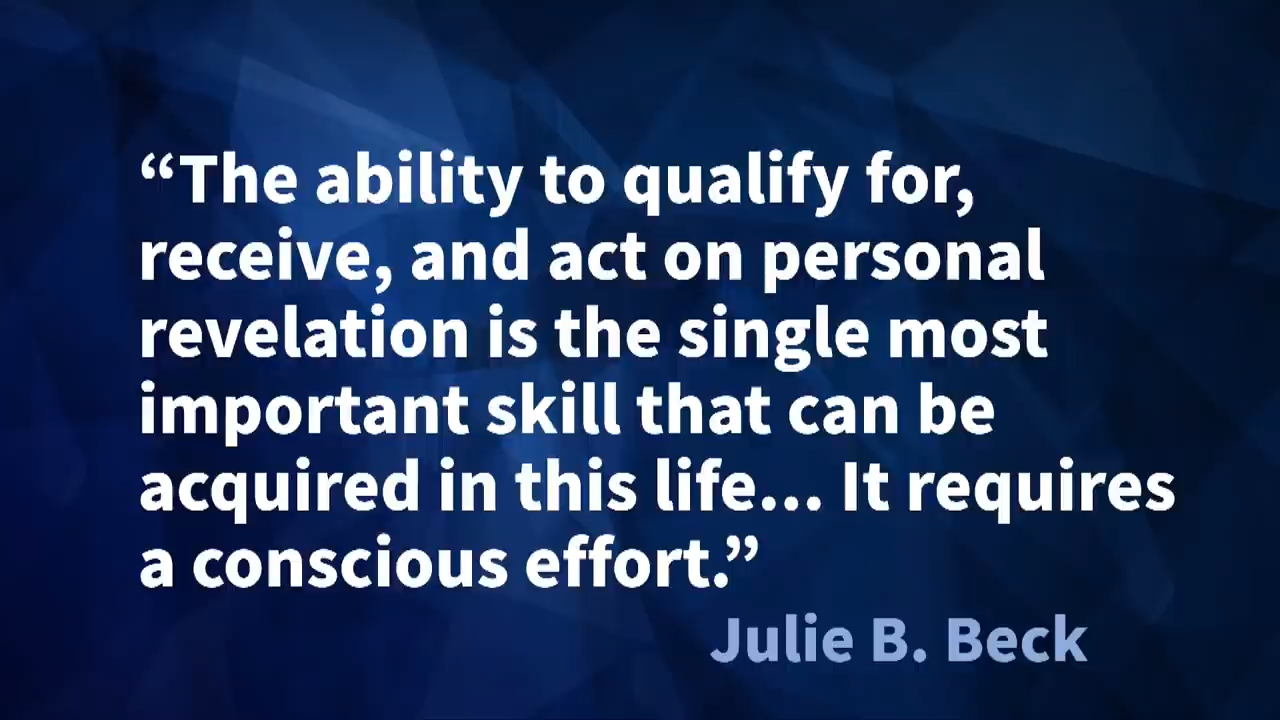 “The ability to qualify for,
receive, and act on personal
revelation is the single most
important skill that can be
acquired in this life... It requires
a conscious effort.”
Julie B. Beck